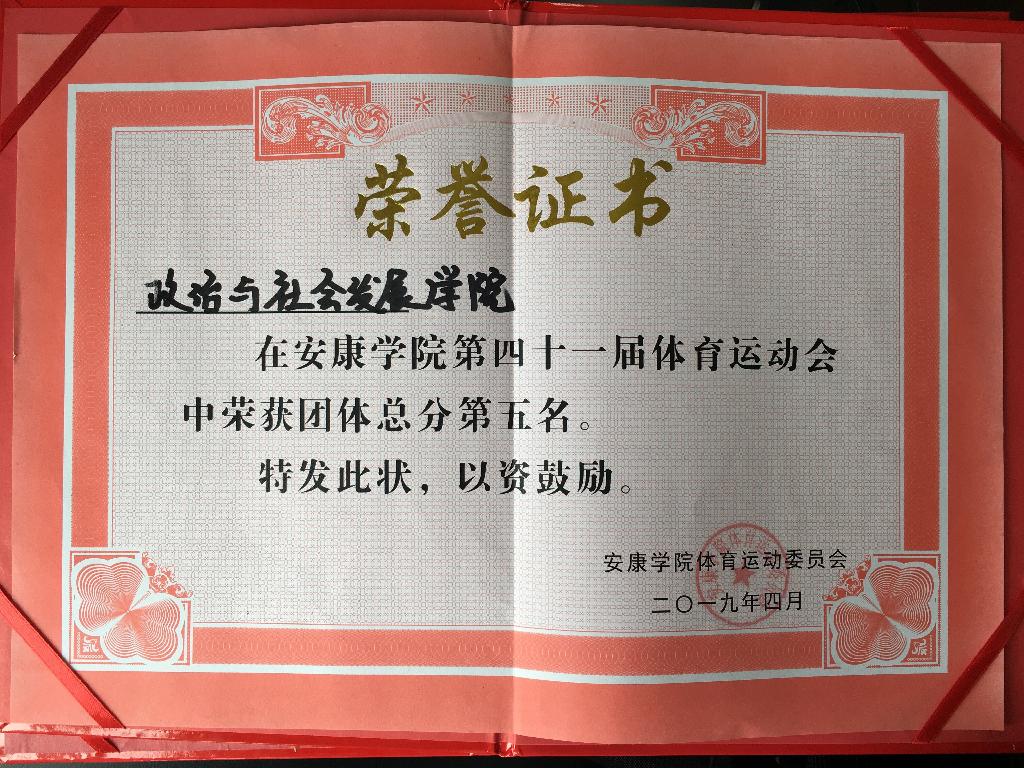 荣誉证书
政治与社会发展学院
在安康学院第四十一届体育运动会
中荣获团体总分第五名。
特发此状，以资鼓励。
安康学院体育运动委员会
二〇一九年四月